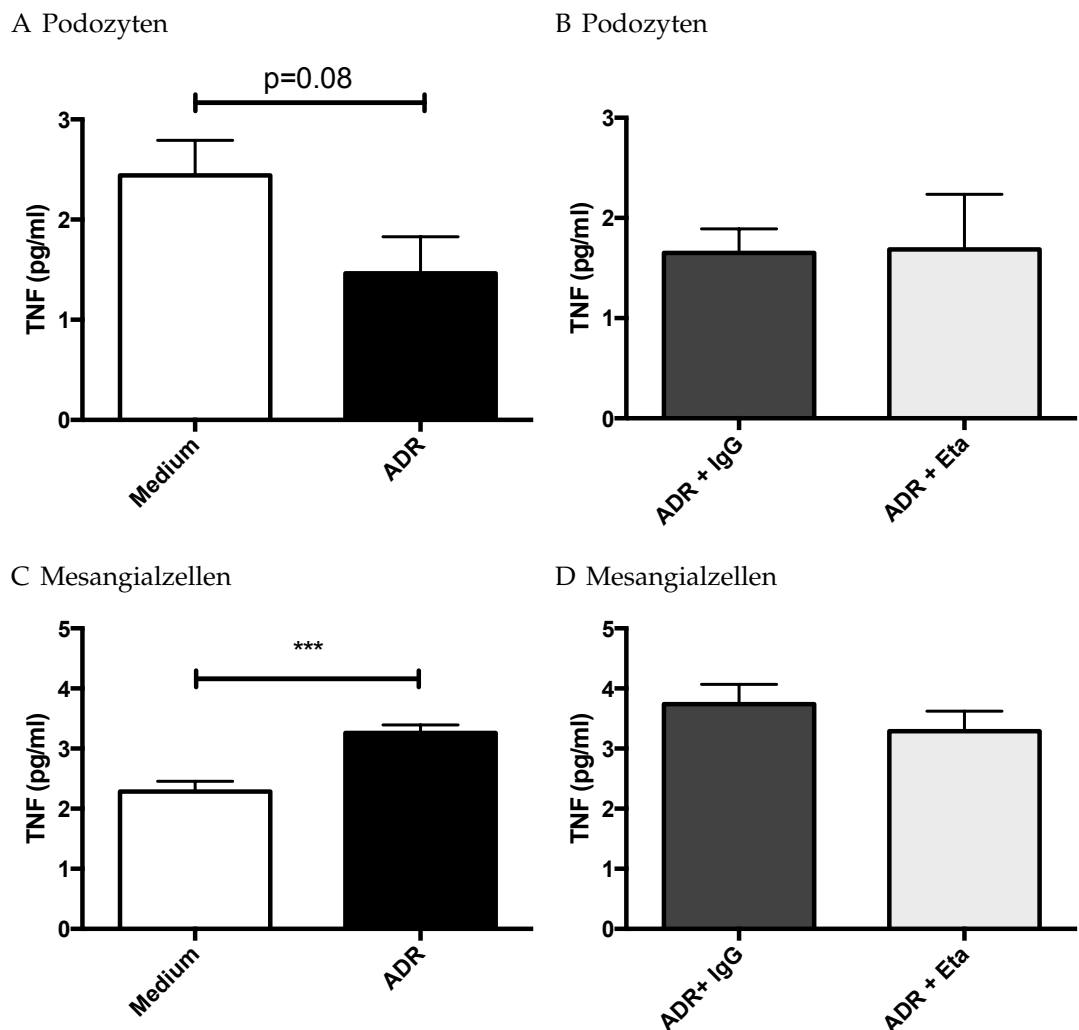 A Podozyten
p=0.08
TNF (pg/ml)
3
2
1
0
Medium
ADR
B Podozyten
TNF (pg/ml)
3
2
1
0
ADR + IgG
ADR + Eta
C Mesangialzellen
***
TNF (pg/ml)
5
4
3
2
1
0
Medium
ADR
D Mesangialzellen
TNF (pg/ml)
5
4
3
2
1
0
ADR+ IgG
ADR + Eta